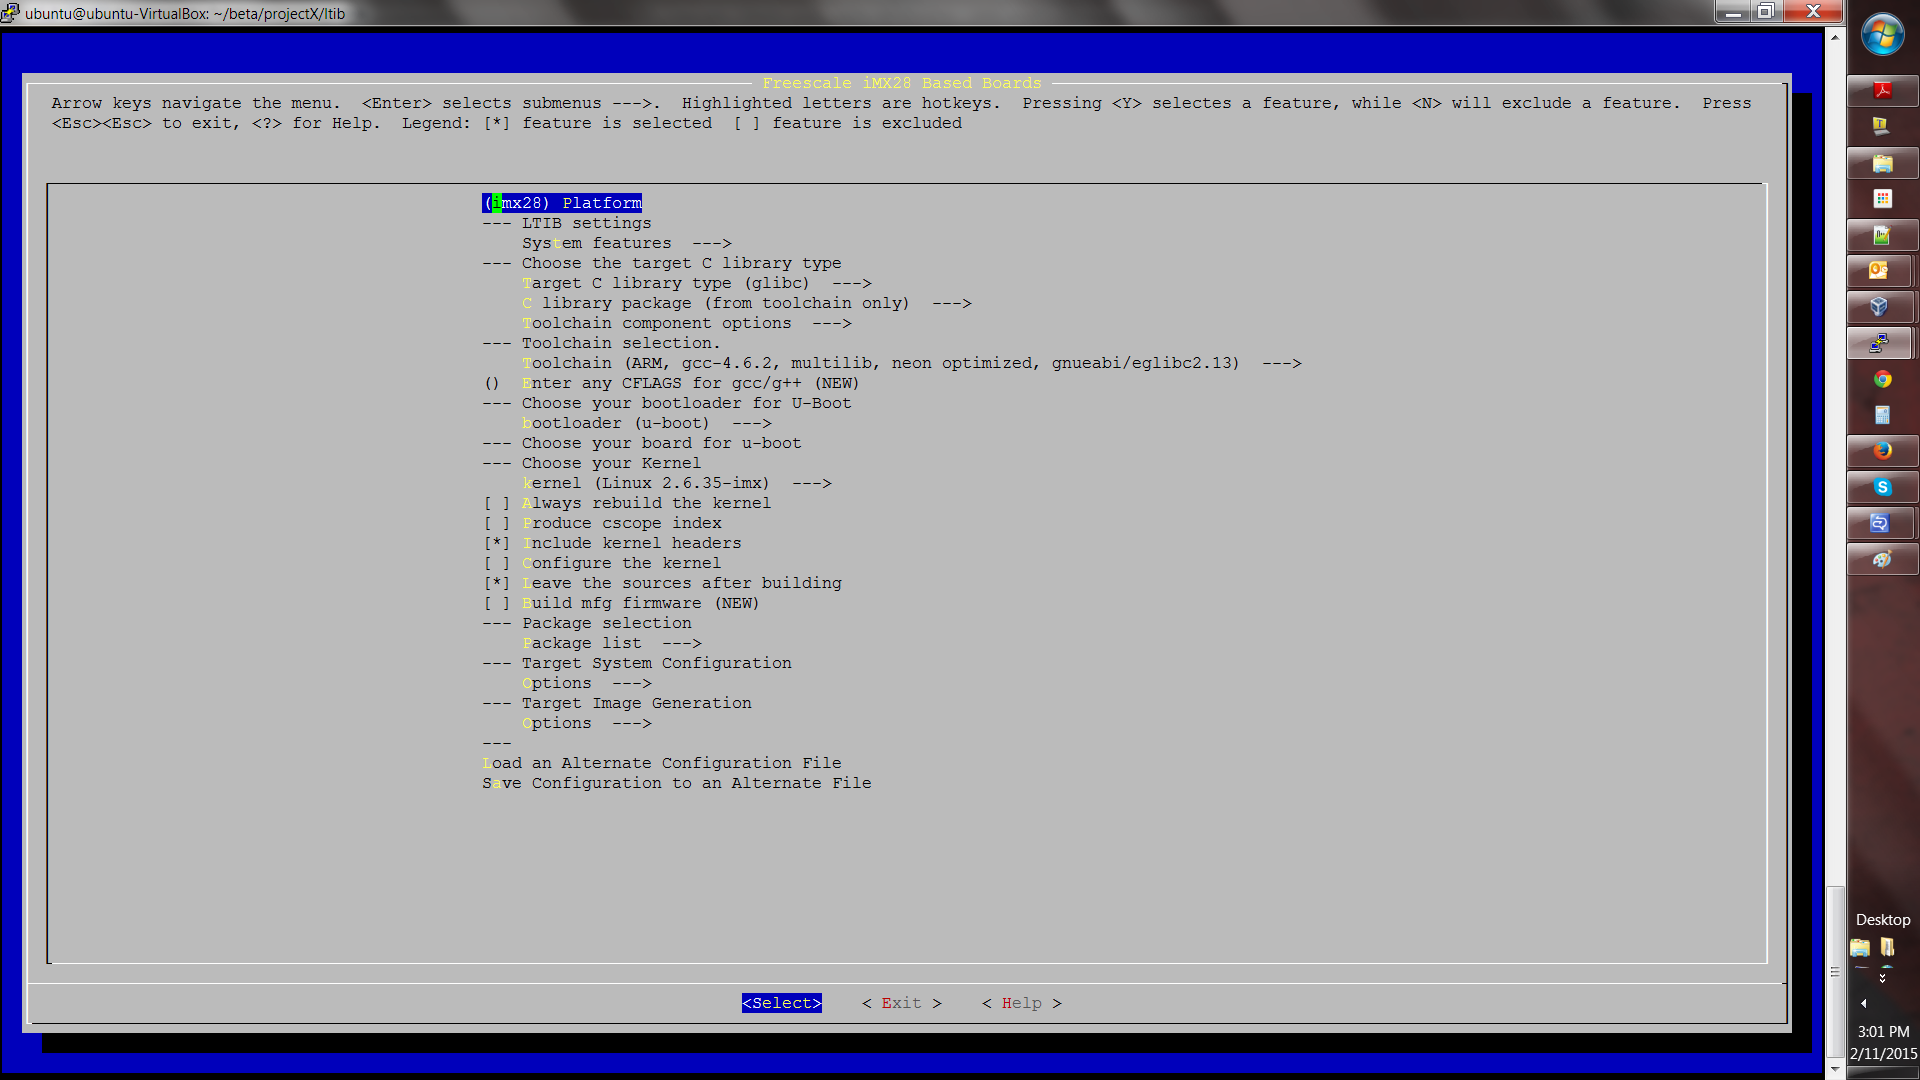 ubuntu@ubuntu-VirtualBox: ~/beta/projectX/ltib
Freescale iMX28 Based Boards
Arrow keys navigate the menu.  <Enter> selects submenus --->.  Highlighted letters are hotkeys.  Pressing <Y> selectes a feature, while <N> will exclude a feature.  Press
<Esc><Esc> to exit, <?> for Help.  Legend: [*] feature is selected  [ ] feature is excluded
(imx28) Platform
--- LTIB settings
System features  --->
--- Choose the target C library type
Target C library type (glibc)  --->
C library package (from toolchain only)  --->
Toolchain component options  --->
--- Toolchain selection.
Toolchain (ARM, gcc-4.6.2, multilib, neon optimized, gnueabi/eglibc2.13)  --->
()  Enter any CFLAGS for gcc/g++ (NEW)
--- Choose your bootloader for U-Boot
bootloader (u-boot)  --->
--- Choose your board for u-boot
--- Choose your Kernel
kernel (Linux 2.6.35-imx)  --->
[ ] Always rebuild the kernel
[ ] Produce cscope index
[*] Include kernel headers
[ ] Configure the kernel
[*] Leave the sources after building
[ ] Build mfg firmware (NEW)
--- Package selection
Package list  --->
--- Target System Configuration
Options  --->
--- Target Image Generation
Options  --->
---
Load an Alternate Configuration File
Save Configuration to an Alternate File
<Select>    < Exit >    < Help >
Desktop
3:01 PM
2/11/2015